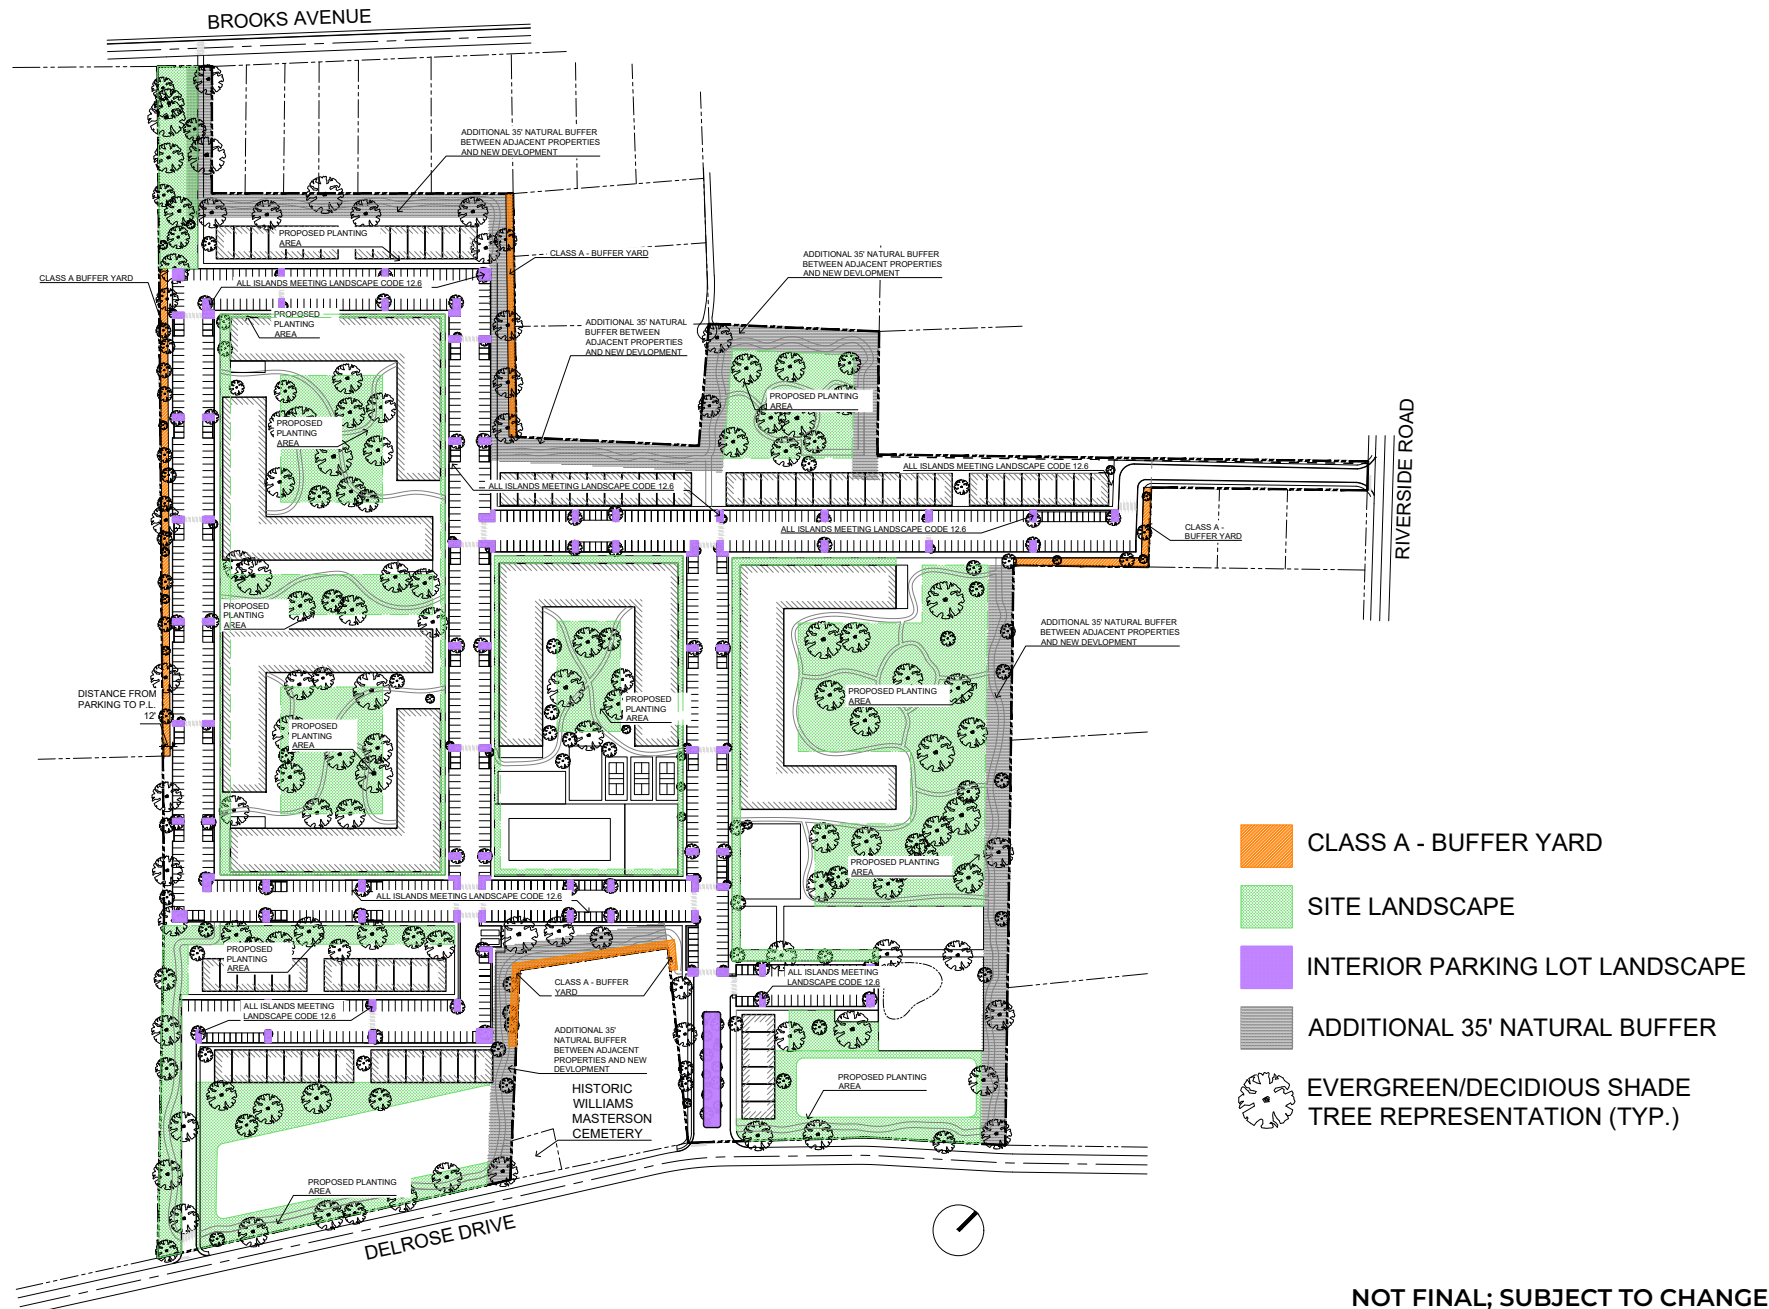 BROOKS AVENUE
ADDITIONAL 35' NATURAL BUFFER
BETWEEN ADJACENT PROPERTIES
AND NEW DEVLOPMENT
PROPOSED PLANTING
AREA
CLASS A - BUFFER YARD
ADDITIONAL 35' NATURAL BUFFER
BETWEEN ADJACENT PROPERTIES
AND NEW DEVLOPMENT
CLASS A BUFFER YARD
ALL ISLANDS MEETING LANDSCAPE CODE 12.6
PROPOSED
PLANTING
AREA
ADDITIONAL 35' NATURAL
BUFFER BETWEEN
ADJACENT PROPERTIES
AND NEW DEVLOPMENT
PROPOSED PLANTING
AREA
PROPOSED
PLANTING
AREA
RIVERSIDE ROAD
ALL ISLANDS MEETING LANDSCAPE CODE 12.6
ALL ISLANDS MEETING LANDSCAPE CODE 12.6
ALL ISLANDS MEETING LANDSCAPE CODE 12.6
CLASS A -
BUFFER YARD
PROPOSED
PLANTING
AREA
ADDITIONAL 35' NATURAL BUFFER
BETWEEN ADJACENT PROPERTIES
AND NEW DEVLOPMENT
DISTANCE FROM
PARKING TO P.L.
12'
PROPOSED
PLANTING
AREA
PROPOSED
PLANTING
AREA
PROPOSED PLANTING
AREA
PROPOSED PLANTING
AREA
ALL ISLANDS MEETING LANDSCAPE CODE 12.6
PROPOSED
PLANTING
AREA
CLASS A - BUFFER
YARD
ALL ISLANDS MEETING
LANDSCAPE CODE 12.6
ALL ISLANDS MEETING
LANDSCAPE CODE 12.6
ADDITIONAL 35'
NATURAL BUFFER
BETWEEN ADJACENT
PROPERTIES AND NEW
DEVLOPMENT
HISTORIC
WILLIAMS
MASTERSON
CEMETERY
PROPOSED PLANTING
AREA
PROPOSED PLANTING
AREA
DELROSE DRIVE
CLASS A - BUFFER YARD
SITE LANDSCAPE
INTERIOR PARKING LOT LANDSCAPE
ADDITIONAL 35' NATURAL BUFFER
EVERGREEN/DECIDIOUS SHADE
TREE REPRESENTATION (TYP.)
NOT FINAL; SUBJECT TO CHANGE